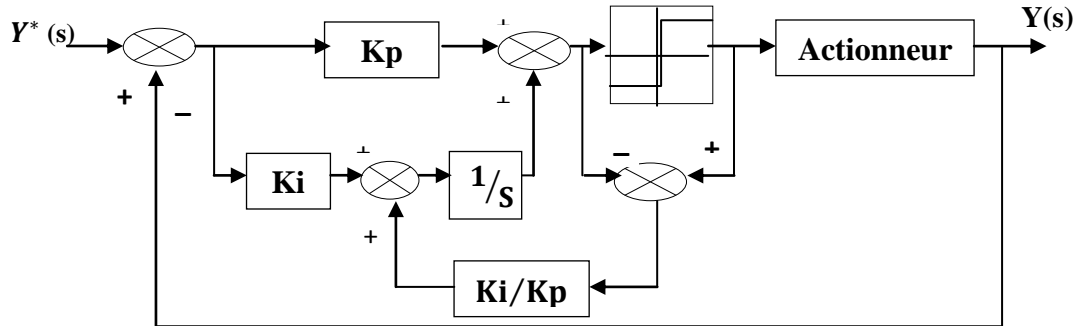 Y* (s)
Kp
Actionneur
Y(s)
+
−
+
+
Ki
+
1/S
+
−
+
Ki/Kp